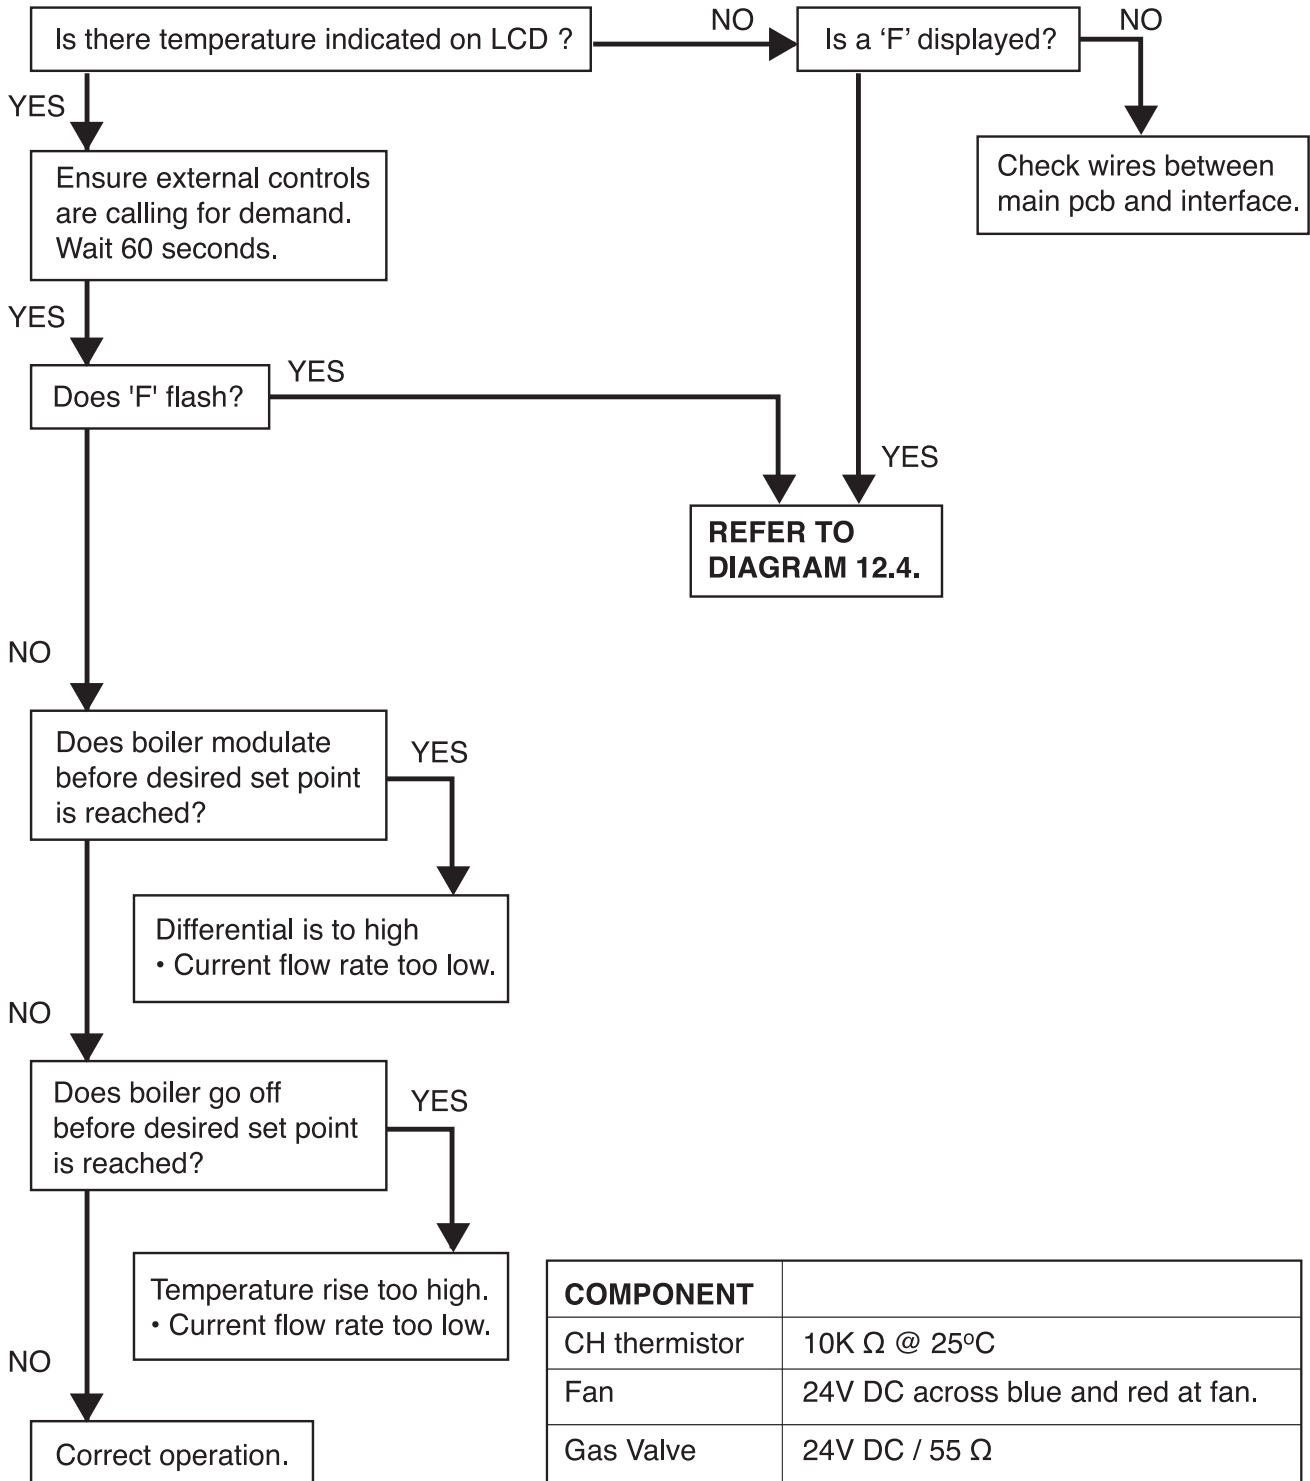 Is there temperature indicated on LCD ?
NO
Is a ‘F’ displayed?
NO
YES
Check wires between
main pcb and interface.
Ensure external controls
are calling for demand.
Wait 60 seconds.
YES
Does 'F' flash?
YES
YES
REFER TO
DIAGRAM 12.4.
NO
Does boiler modulate
before desired set point
is reached?
YES
Differential is to high
• Current flow rate too low.
NO
Does boiler go off
before desired set point
is reached?
YES
Temperature rise too high.
• Current flow rate too low.
NO
Correct operation.
COMPONENT
CH thermistor 10K Ω @ 25ºC
Fan 24V DC across blue and red at fan.
Gas Valve 24V DC / 55 Ω